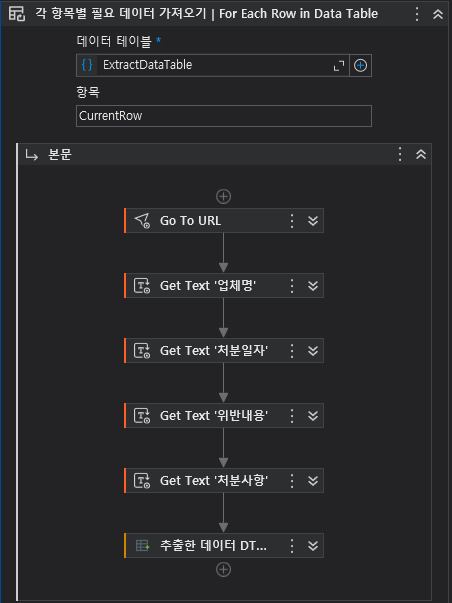 각 항목별 필요 데이터 가져오기 | For Each Row in Data Table
데이터 테이블 *
ExtractDataTable
항목
CurrentRow
본문
Go To URL
Get Text '업체명'
Get Text '처분일자'
Get Text '위반내용'
Get Text '처분사항'
추출한 데이터 DT...